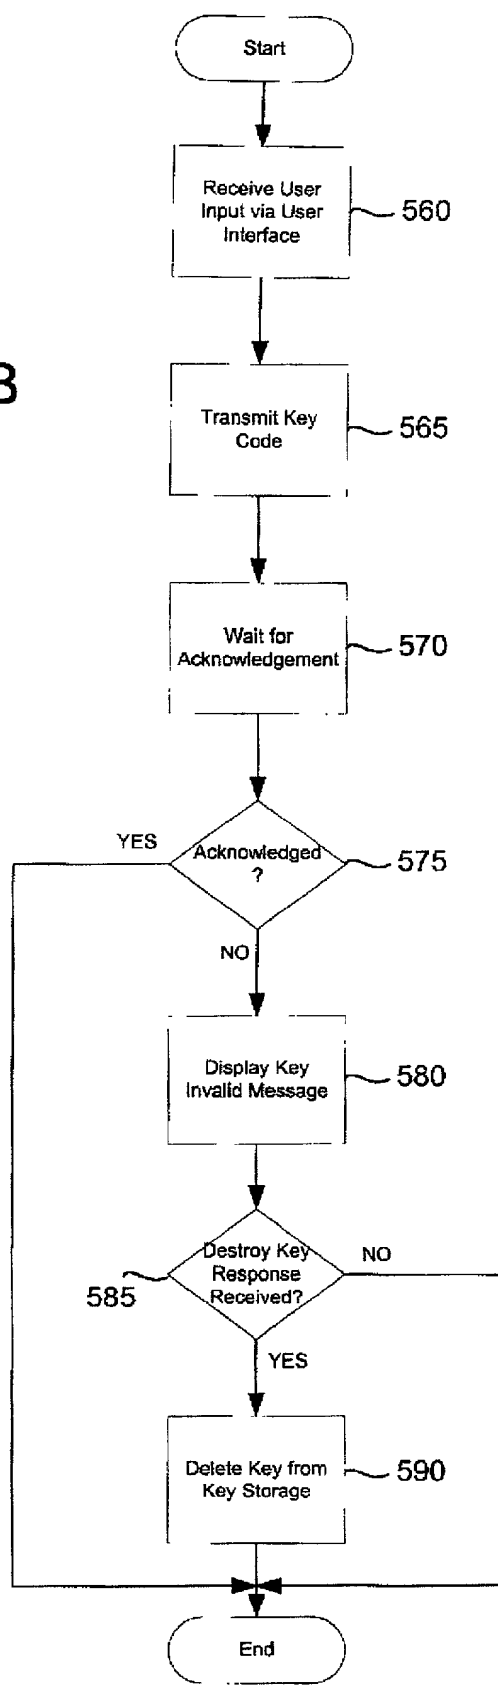 Start
Receive User
Input via User
Interface
560
B
Transmit Key
Code
565
Wait for
Acknowledgement
570
YES
Acknowledged
?
575
NO
Display Key
Invalid Message
580
Destroy Key
Response
Received?
NO
585
YES
Delete Key from
Key Storage
590
End